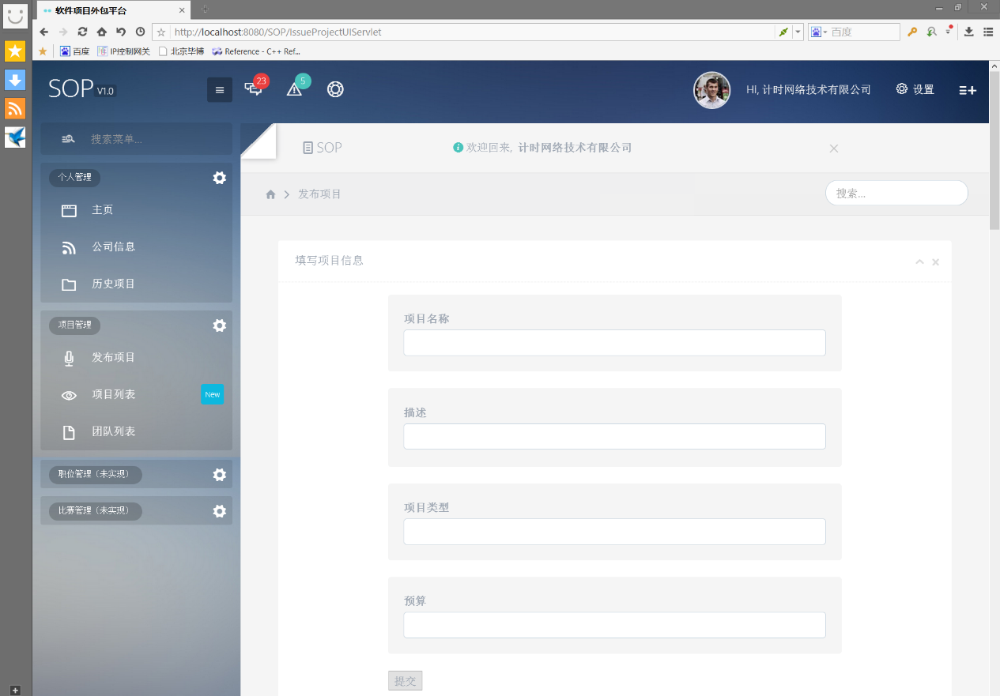 软件项目外包平台
http://localhost:8080/SOP/IssueProjectUIServlet
百度
百度
IP控制网关
北京毕博
Reference - C++ Ref...
SOP V1.0
23
5
HI, 计时网络技术有限公司
设置
搜索菜单...
SOP
欢迎回来, 计时网络技术有限公司
个人管理
发布项目
搜索...
主页
公司信息
历史项目
填写项目信息
项目管理
发布项目
项目列表
New
团队列表
职位管理（未实现）
比赛管理（未实现）
项目名称
描述
项目类型
预算
提交